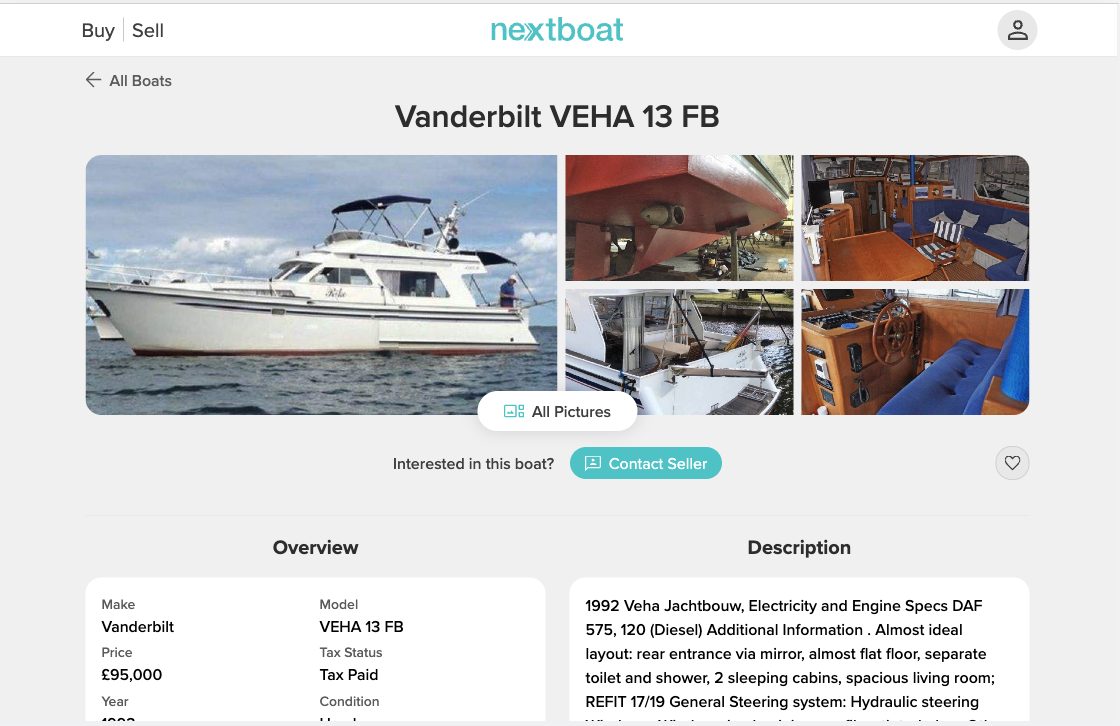 Buy Sell
nextboat
All Boats
Vanderbilt VEHA 13 FB
All Pictures
Interested in this boat?
Contact Seller
Overview
Make
Model
Vanderbilt
VEHA 13 FB
Price
Tax Status
£95,000
Tax Paid
Year
Condition
Description
1992 Veha Jachtbouw, Electricity and Engine Specs DAF
575, 120 (Diesel) Additional Information . Almost ideal
layout: rear entrance via mirror, almost flat floor, separate
toilet and shower, 2 sleeping cabins, spacious living room;
REFIT 17/19 General Steering system: Hydraulic steering